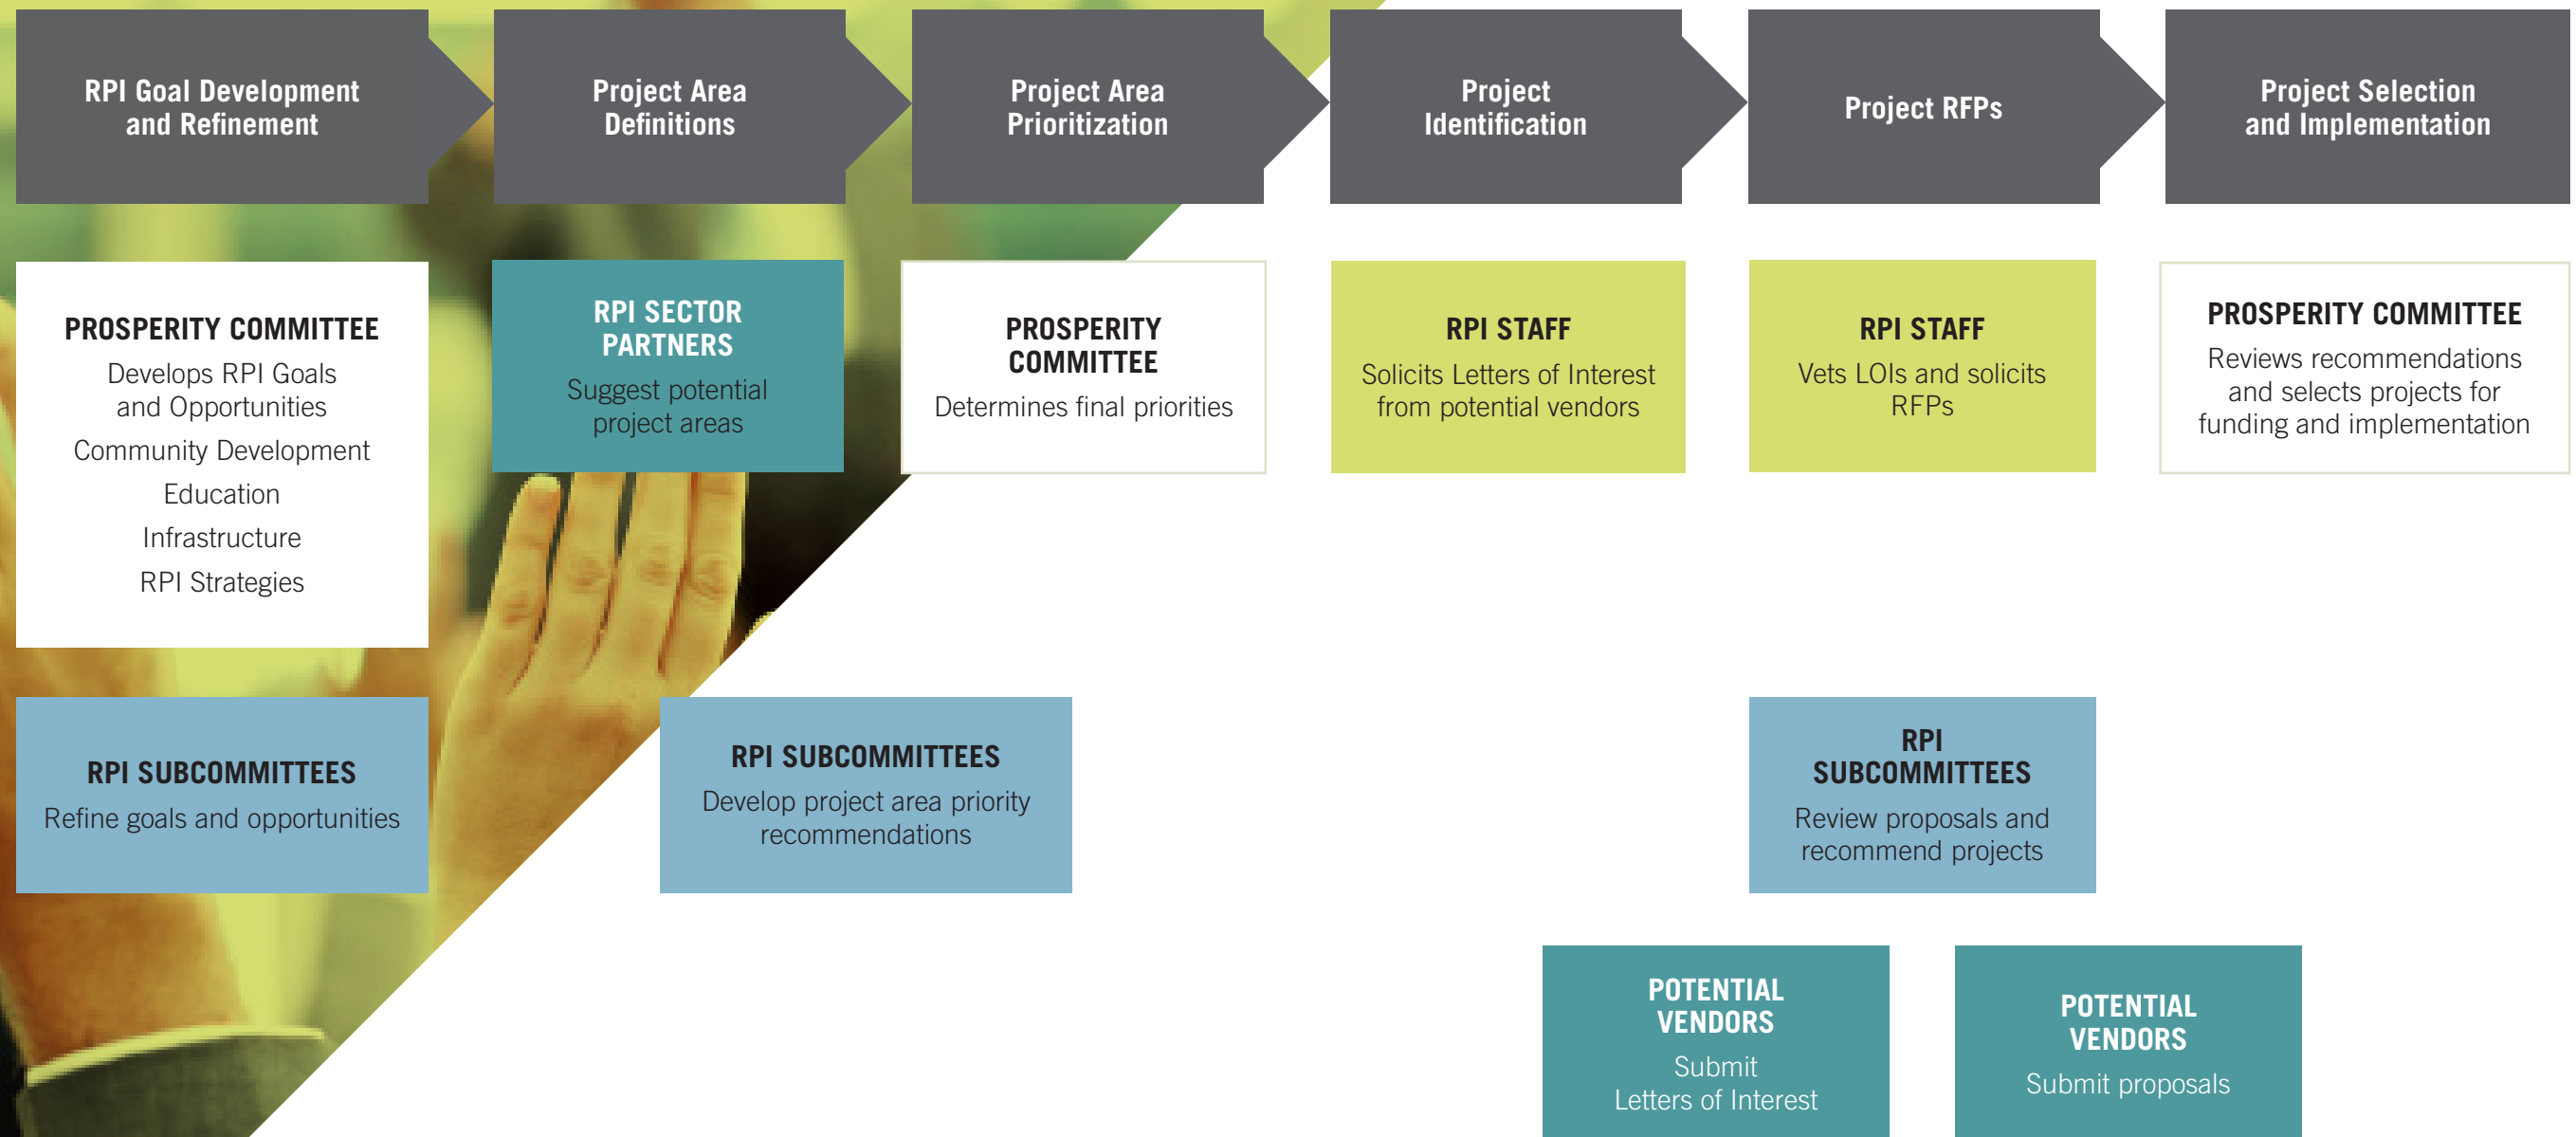 RPI Goal Development
and Refinement
Project Area
Definitions
Project Area
Prioritization
Project
Identification
Project RFPs
Project Selection
and Implementation
PROSPERITY COMMITTEE
Develops RPI Goals
and Opportunities
Community Development
Education
Infrastructure
RPI Strategies
RPI SECTOR
PARTNERS
Suggest potential
project areas
PROSPERITY
COMMITTEE
Determines final priorities
RPI STAFF
Solicits Letters of Interest
from potential vendors
RPI STAFF
Vets LOIs and solicits
RFPs
PROSPERITY COMMITTEE
Reviews recommendations
and selects projects for
funding and implementation
RPI SUBCOMMITTEES
Refine goals and opportunities
RPI SUBCOMMITTEES
Develop project area priority
recommendations
RPI
SUBCOMMITTEES
Review proposals and
recommend projects
POTENTIAL
VENDORS
Submit
Letters of Interest
POTENTIAL
VENDORS
Submit proposals